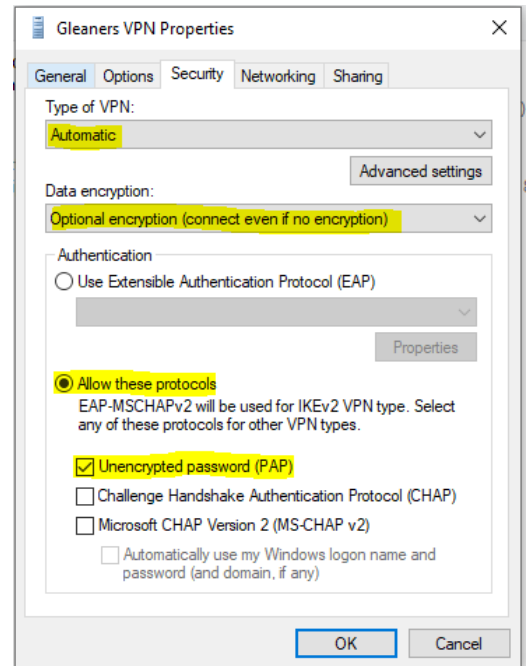 Gleaners VPN Properties
General Options Security Networking Sharing
Type of VPN:
Automatic
Advanced settings
Data encryption:
Optional encryption (connect even if no encryption)
Authentication
Use Extensible Authentication Protocol (EAP)
Properties
Allow these protocols
EAP-MSCHAPv2 will be used for IKEv2 VPN type. Select
any of these protocols for other VPN types.
Unencrypted password (PAP)
Challenge Handshake Authentication Protocol (CHAP)
Microsoft CHAP Version 2 (MS-CHAP v2)
Automatically use my Windows logon name and
password (and domain, if any)
OK Cancel